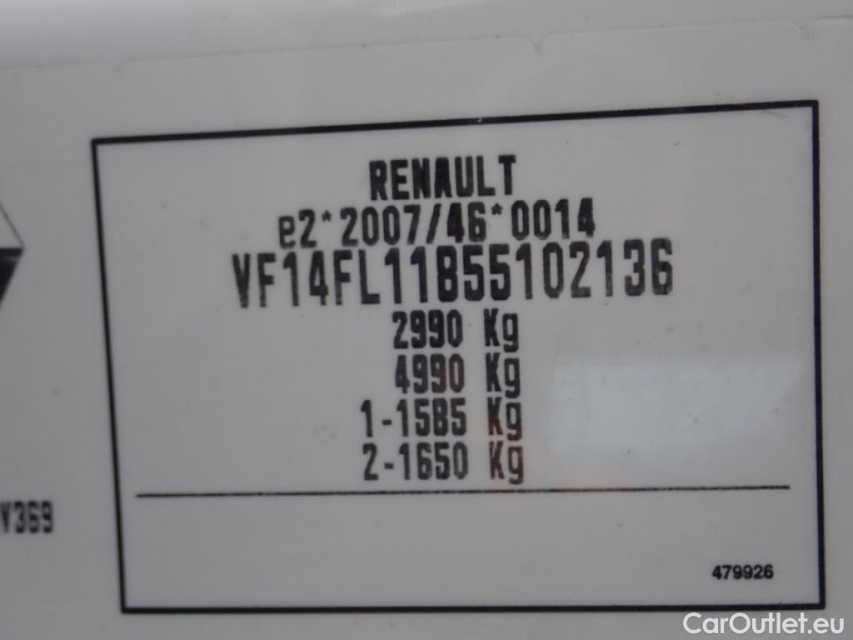 RENAULT
e2*2007/46*0014
VF14FL11855102136
2990 Kg
4990 Kg
1-1585 Kg
2-1650 Kg
V369
479926
CarOutlet.eu